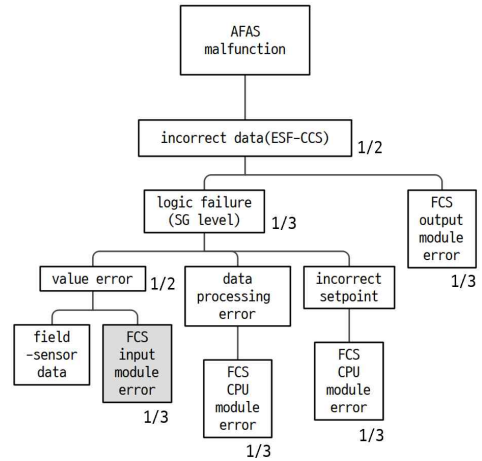 AFAS
malfunction
incorrect data(ESF-CCS)
1/2
logic failure
(SG level)
1/3
FCS
output
module
error
1/3
value error
1/2
data
processing
error
incorrect
setpoint
field
-sensor
data
FCS
input
module
error
1/3
FCS
CPU
module
error
1/3
FCS
CPU
module
error
1/3